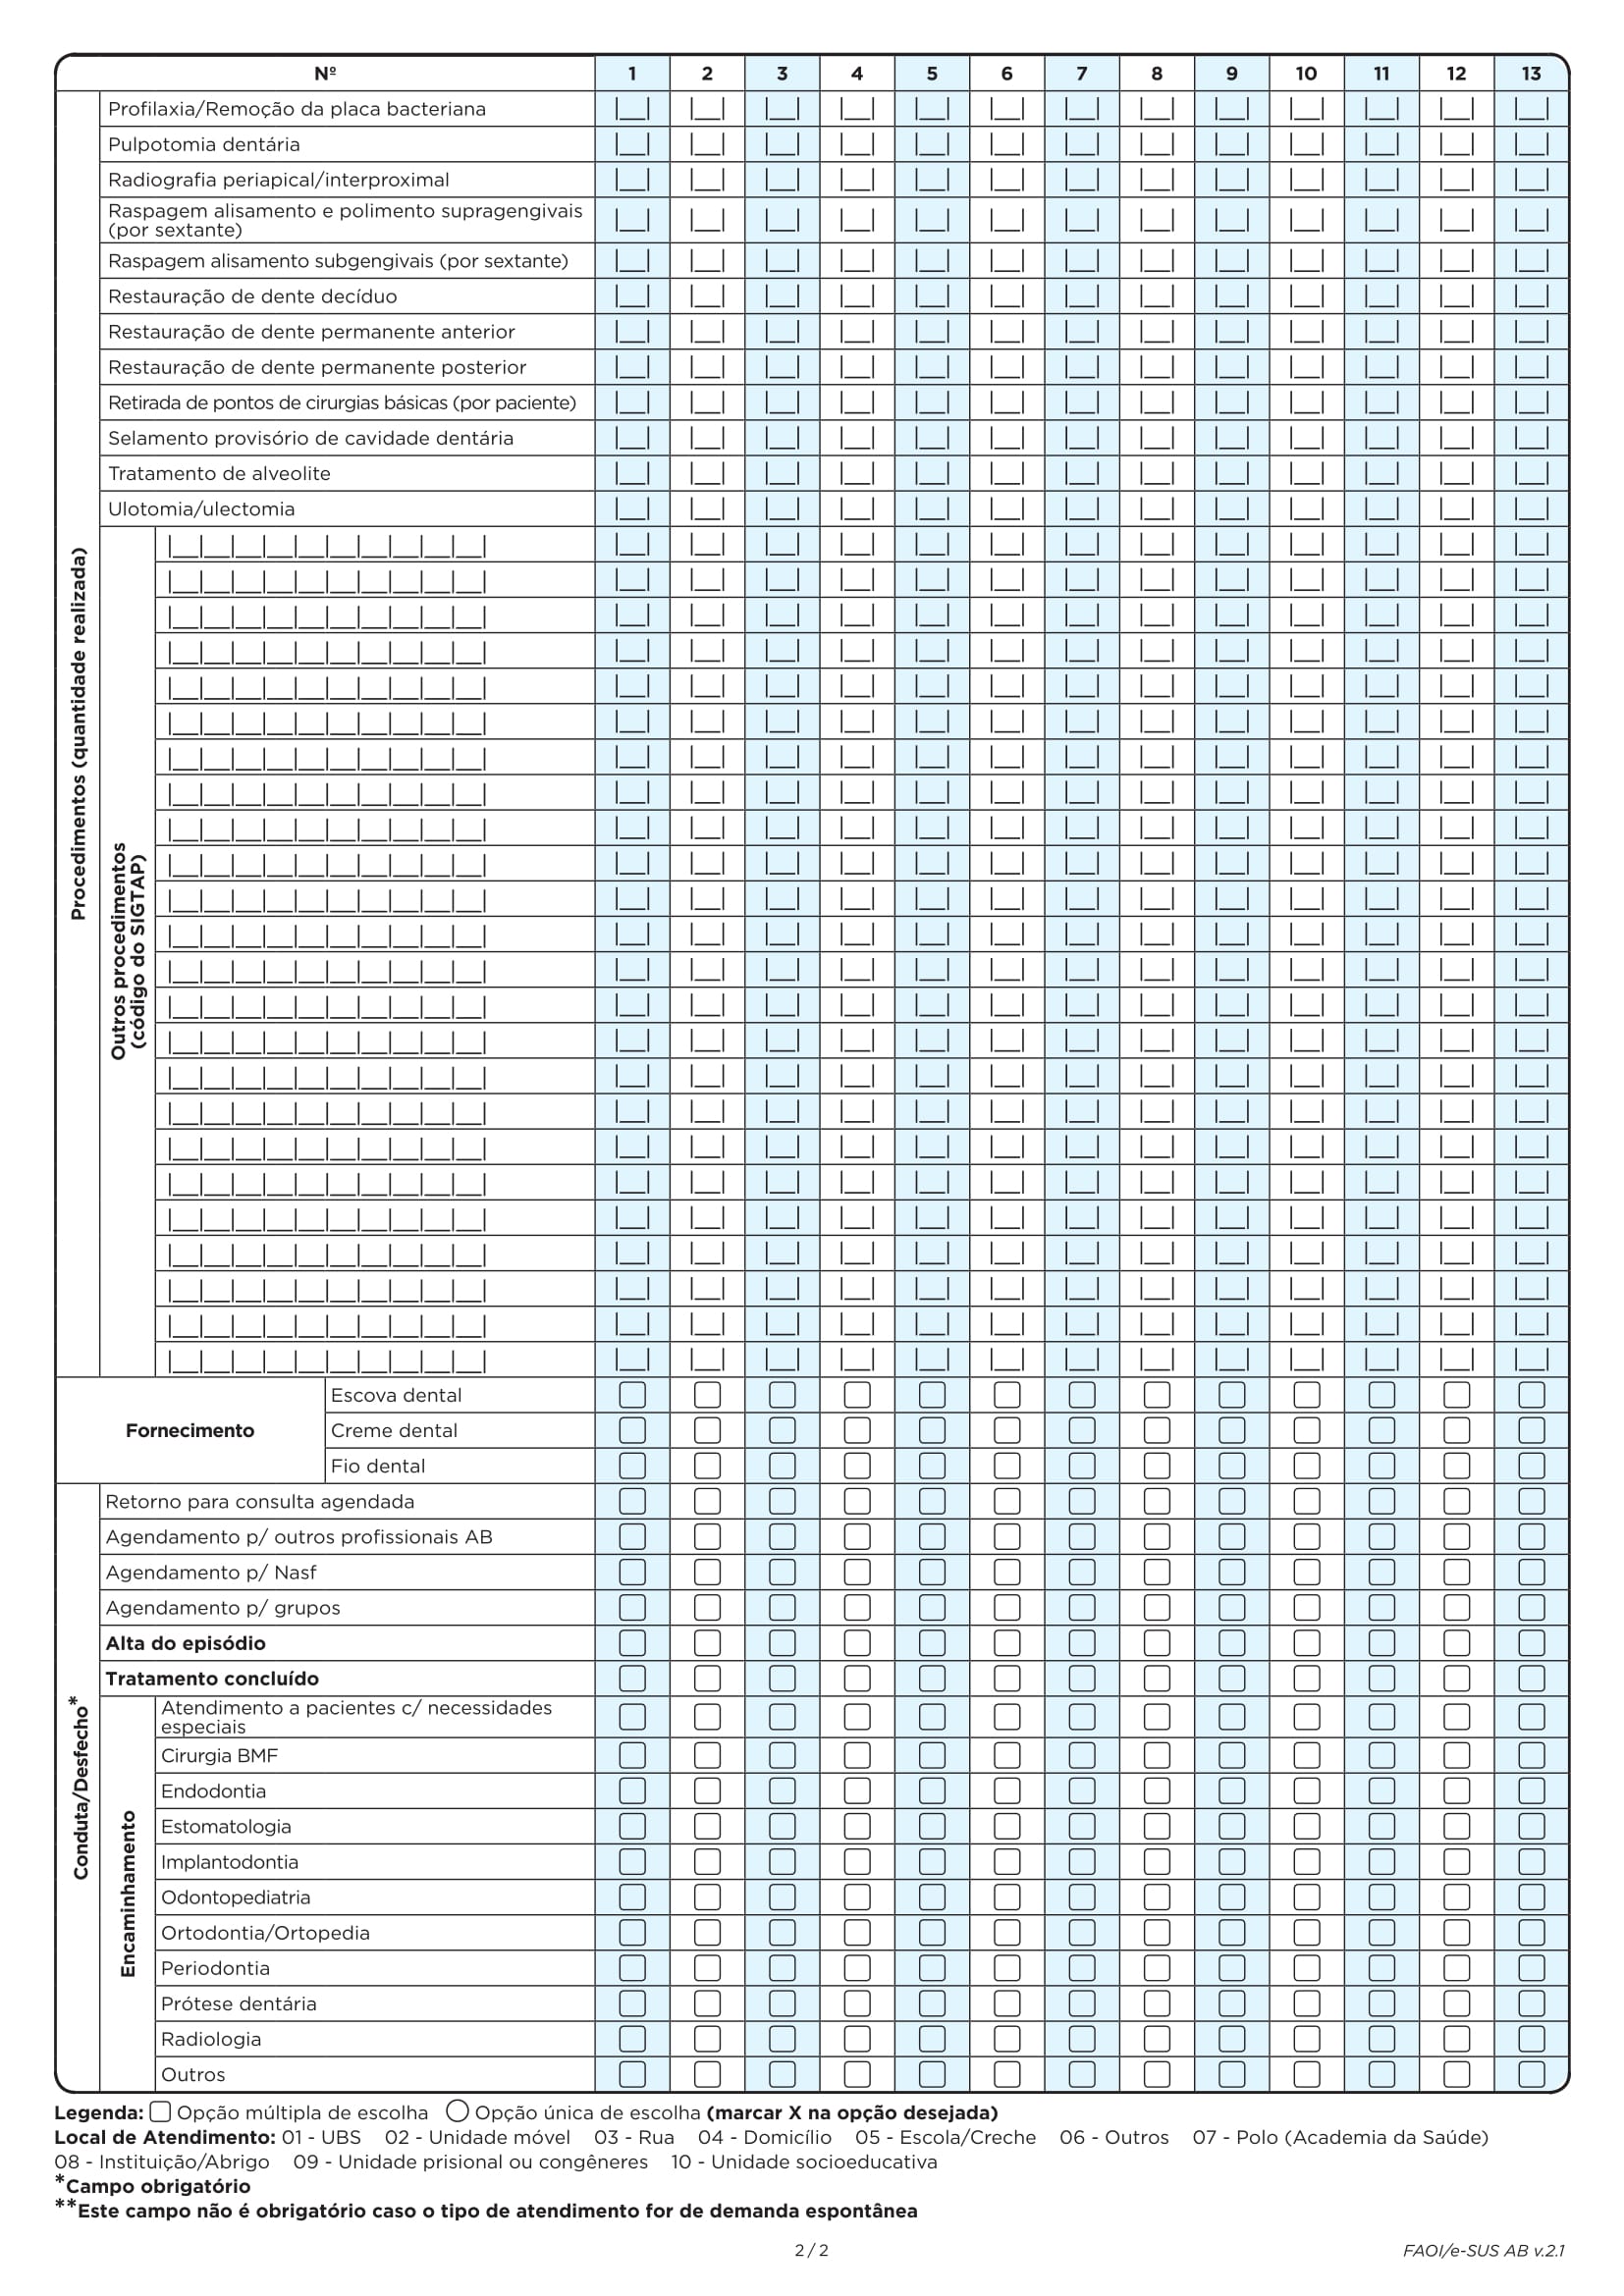 Nº 1 2 3 4 5 6 7 8 9 10 11 12 13
Procedimentos (quantidade realizada)
Profilaxia/Remoção da placa bacteriana
Pulpotomia dentária
Radiografia periapical/interproximal
Raspagem alisamento e polimento supragengivais
(por sextante)
Raspagem alisamento subgengivais (por sextante)
Restauração de dente decíduo
Restauração de dente permanente anterior
Restauração de dente permanente posterior
Retirada de pontos de cirurgias básicas (por paciente)
Selamento provisório de cavidade dentária
Tratamento de alveolite
Ulotomia/ulectomia
Outros procedimentos
(código do SIGTAP)
Fornecimento
Escova dental
Creme dental
Fio dental
Conduta/Desfecho*
Retorno para consulta agendada
Agendamento p/ outros profissionais AB
Agendamento p/ Nasf
Agendamento p/ grupos
Alta do episódio
Tratamento concluído
Encaminhamento
Atendimento a pacientes c/ necessidades
especiais
Cirurgia BMF
Endodontia
Estomatologia
Implantodontia
Odontopediatria
Ortodontia/Ortopedia
Periodontia
Prótese dentária
Radiologia
Outros
Legenda: Opção múltipla de escolha Opção única de escolha (marcar X na opção desejada)
Local de Atendimento: 01 - UBS 02 - Unidade móvel 03 - Rua 04 - Domicílio 05 - Escola/Creche 06 - Outros 07 - Polo (Academia da Saúde)
08 - Instituição/Abrigo 09 - Unidade prisional ou congêneres 10 - Unidade socioeducativa
*Campo obrigatório
**Este campo não é obrigatório caso o tipo de atendimento for de demanda espontânea
2 / 2
FAOI/e-SUS AB v.2.1